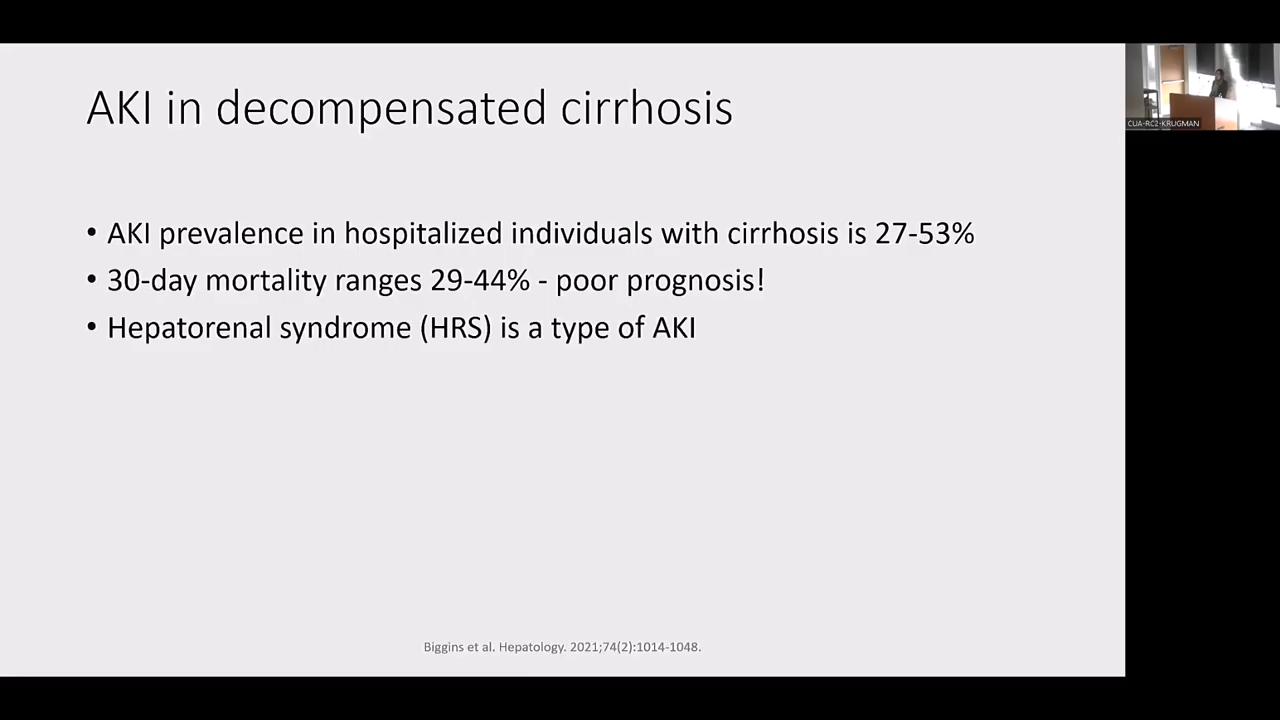 AKI in decompensated cirrhosis
• AKI prevalence in hospitalized individuals with cirrhosis is 27-53%
• 30-day mortality ranges 29-44% - poor prognosis!
• Hepatorenal syndrome (HRS) is a type of AKI
Biggins et al. Hepatology. 2021;74(2):1014-1048.
CUA-RC2-KRUGMAN